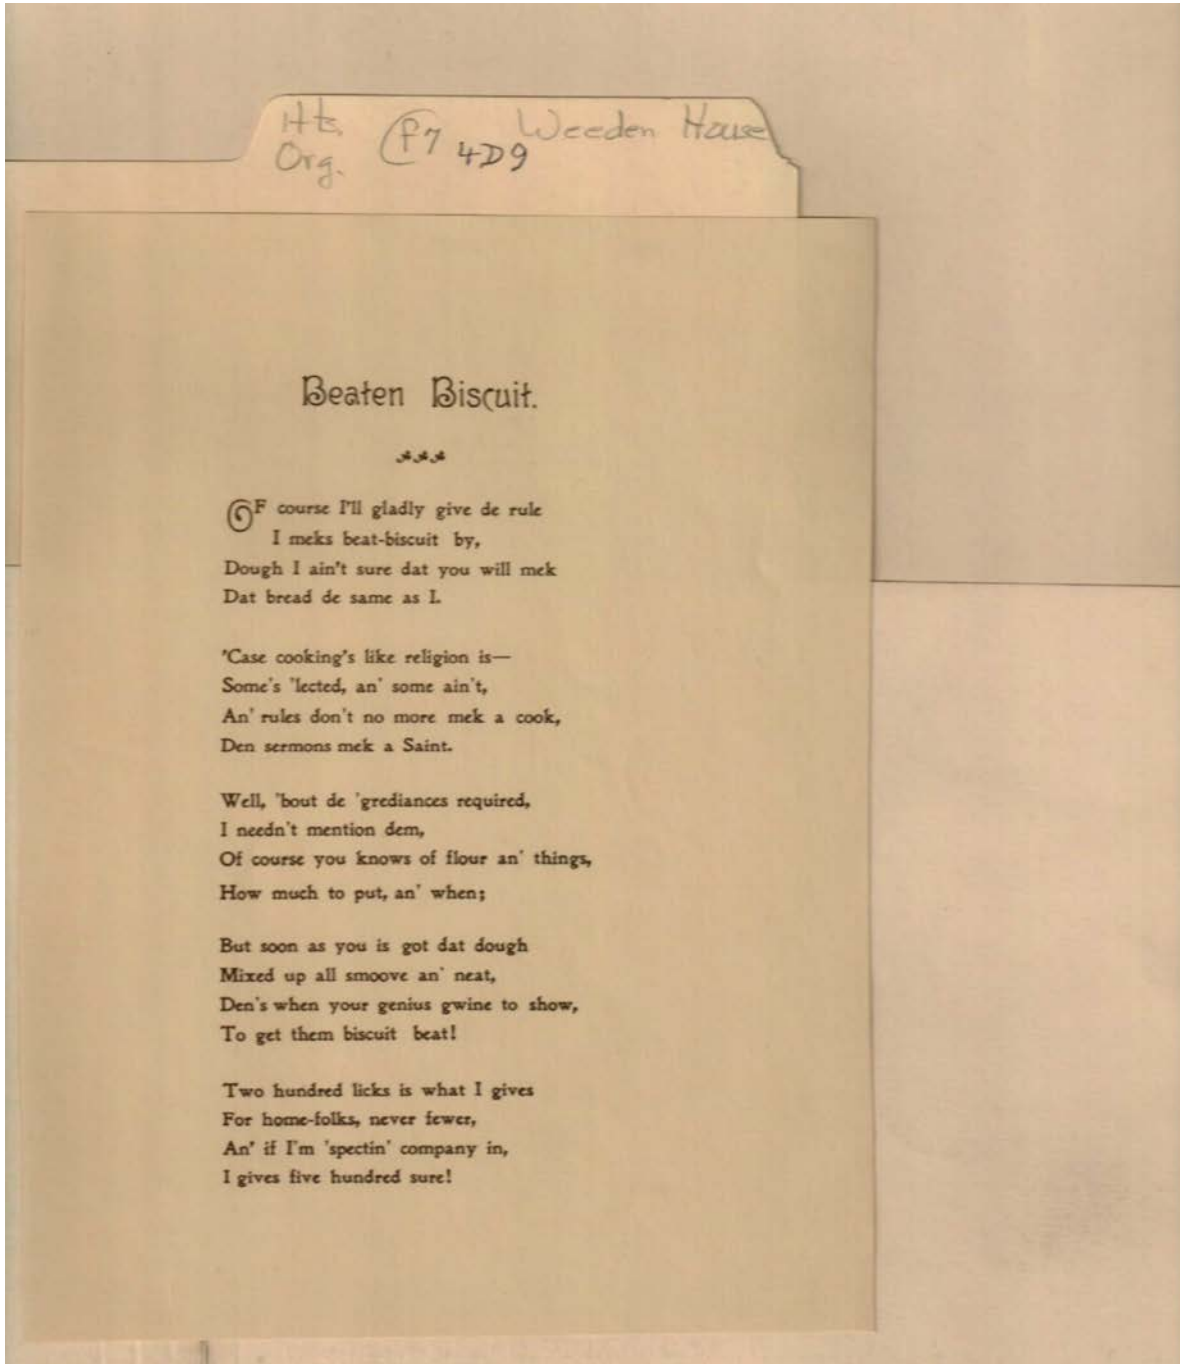 Hts. (P7 4D9 Weeden House
Org.
Beaten Biscuit.
OF course I'll gladly give de rule
I meks beat-biscuit by,
Dough I ain't sure dat you will mek
Dat bread de same as I.
'Case cooking's like religion is—
Some's 'lected, an' some ain't,
An' rules don't no more mek a cook,
Den sermons mek a Saint.
Well, 'bout de 'grediances required,
I needn't mention dem,
Of course you knows of flour an' things,
How much to put, an' when;
But soon as you is got dat dough
Mixed up all smoove an' neat,
Den's when your genius gwine to show,
To get them biscuit beat!
Two hundred licks is what I gives
For home-folks, never fewer,
An' if I'm 'spectin' company in,
I gives five hundred sure!